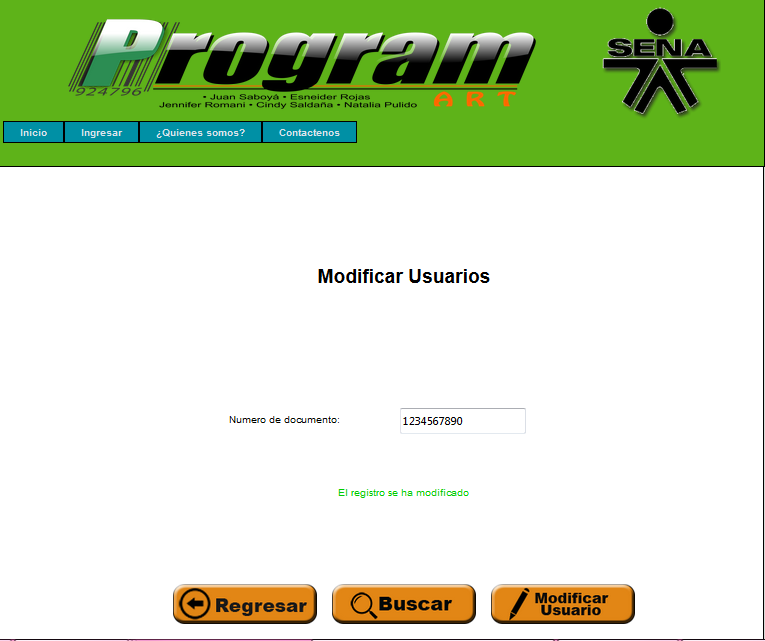 Program
924796
ART
• Juan Saboyá • Esneider Rojas
Jennifer Romani • Cindy Saldaña • Natalia Pulido
SENA
Inicio Ingresar ¿Quienes somos? Contactenos
Modificar Usuarios
Numero de documento: 1234567890
El registro se ha modificado
Regresar Buscar Modificar
Usuario